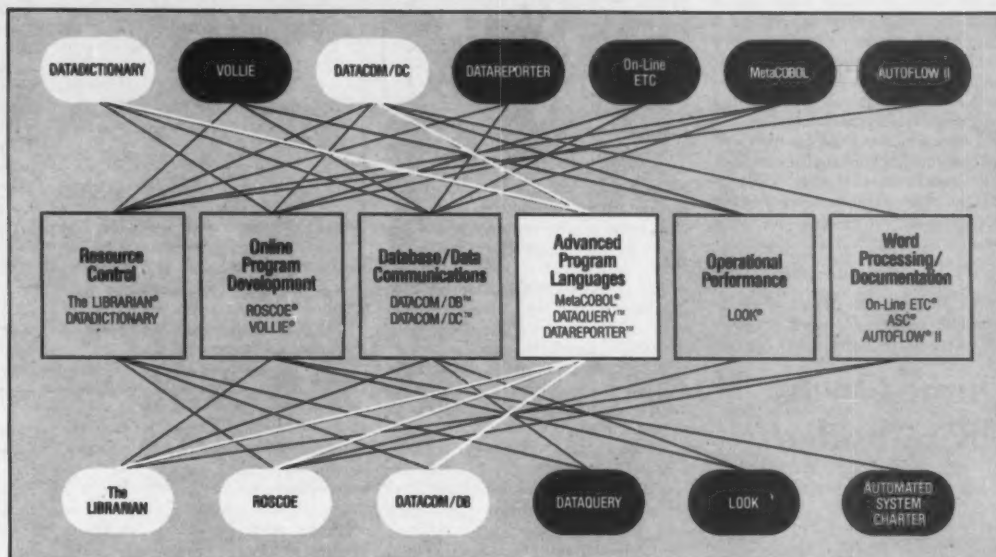 DATADICTIONARY
VOLLIE
DATACOM/DC
DATAREPORTER
On-Line
ETC
MetaCOBOL
AUTOFLOW II
Resource
Control
The LIBRARIAN®
DATADICTIONARY
Online
Program
Development
ROSCOE®
VOLLIE®
Database/Data
Communications
DATACOM/DB™
DATACOM/DC™
Advanced
Program
Languages
MetaCOBOL®
DATAQUERY™
DATAREPORTER™
Operational
Performance
LOOK®
Word
Processing/
Documentation
On-Line ETC®
ASC®
AUTOFLOW® II
The
LIBRARIAN
ROSCOE
DATACOM/DB
DATAQUERY
LOOK
AUTOMATED
SYSTEM
CHARTER